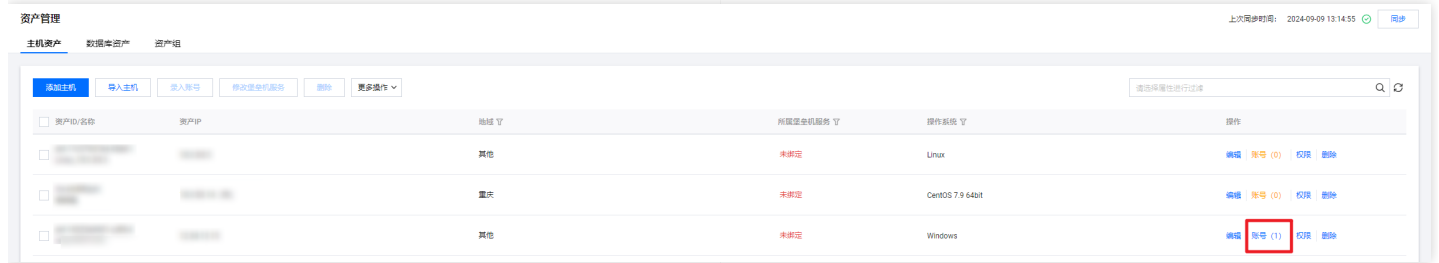 资产管理
上次同步时间： 2024-09-09 13:14:55 同步
主机资产 数据库资产 资产组
添加主机 导入主机 录入账号 修改堡垒机服务 删除 更多操作
请选择属性进行过滤
资产ID/名称 资产IP 地域 所属堡垒机服务 操作系统 操作
其他 未绑定 Linux 编辑 账号（0） 权限 删除
重庆 未绑定 CentOS 7.9 64bit 编辑 账号（0） 权限 删除
其他 未绑定 Windows 编辑 账号（1） 权限 删除